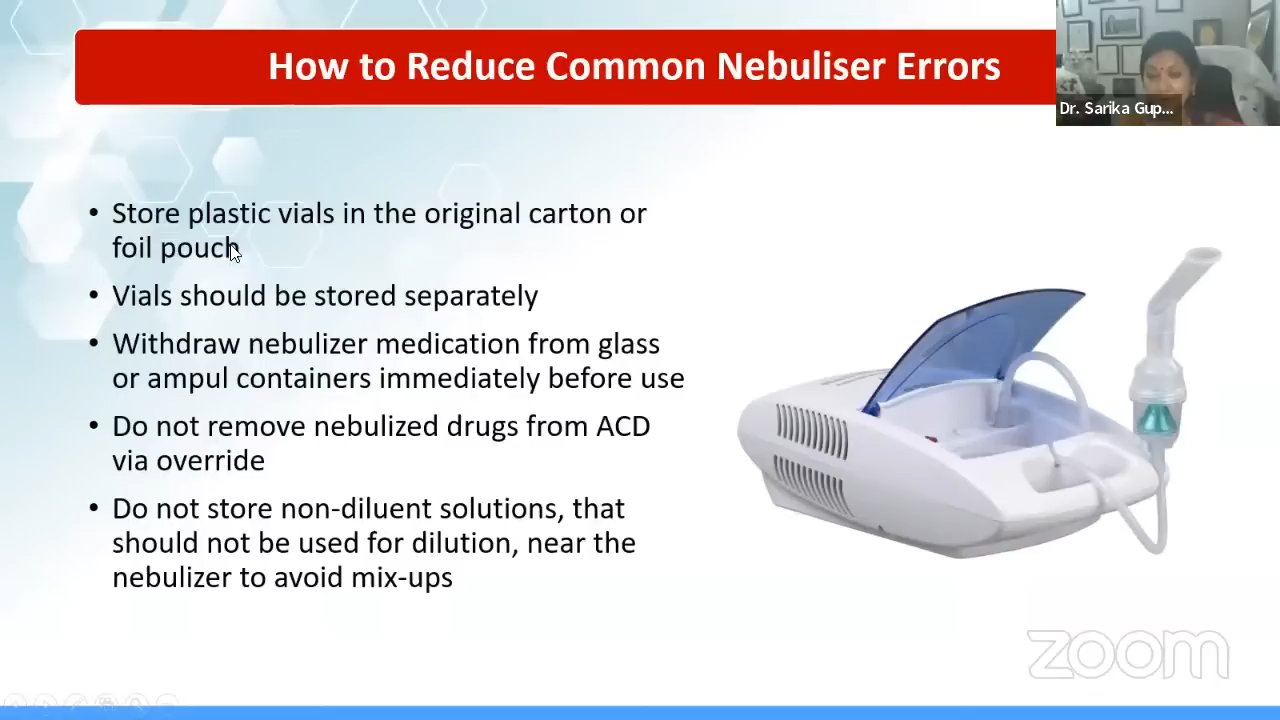 How to Reduce Common Nebuliser Errors
Dr. Sarika Gup...
• Store plastic vials in the original carton or
foil pouch
• Vials should be stored separately
• Withdraw nebulizer medication from glass
or ampul containers immediately before use
• Do not remove nebulized drugs from ACD
via override
• Do not store non-diluent solutions, that
should not be used for dilution, near the
nebulizer to avoid mix-ups
zoom